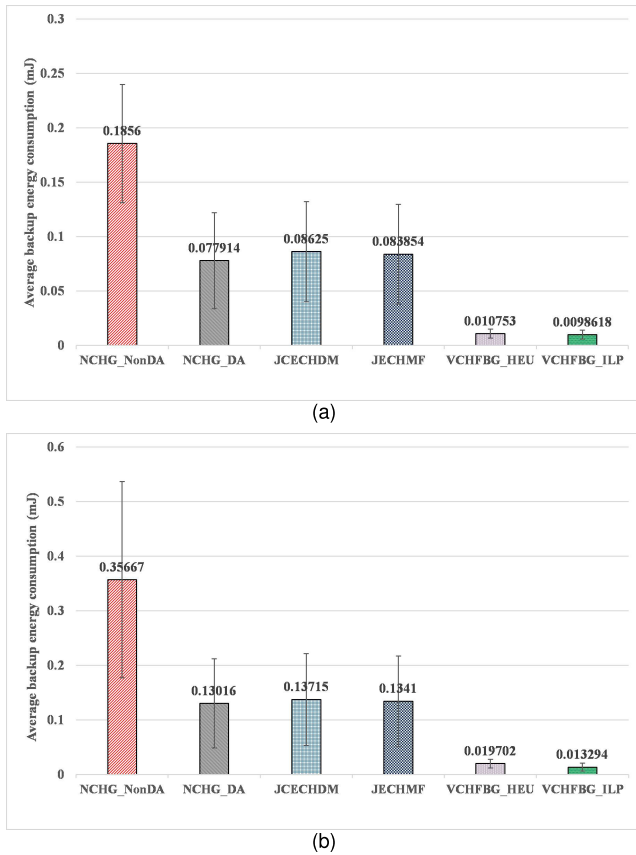 0.3
0.25
0.2
0.15
0.1
0.05
0
Average backup energy consumption (mJ)
0.1856
0.077914
0.08625
0.083854
0.010753
0.0098618
NCHG_NonDA
NCHG_DA
JCECHDM
JECHMF
VCHFBG_HEU
VCHFBG_ILP
(a)
0.6
0.5
0.4
0.3
0.2
0.1
0
Average backup energy consumption (mJ)
0.35667
0.13016
0.13715
0.1341
0.019702
0.013294
NCHG_NonDA
NCHG_DA
JCECHDM
JECHMF
VCHFBG_HEU
VCHFBG_ILP
(b)